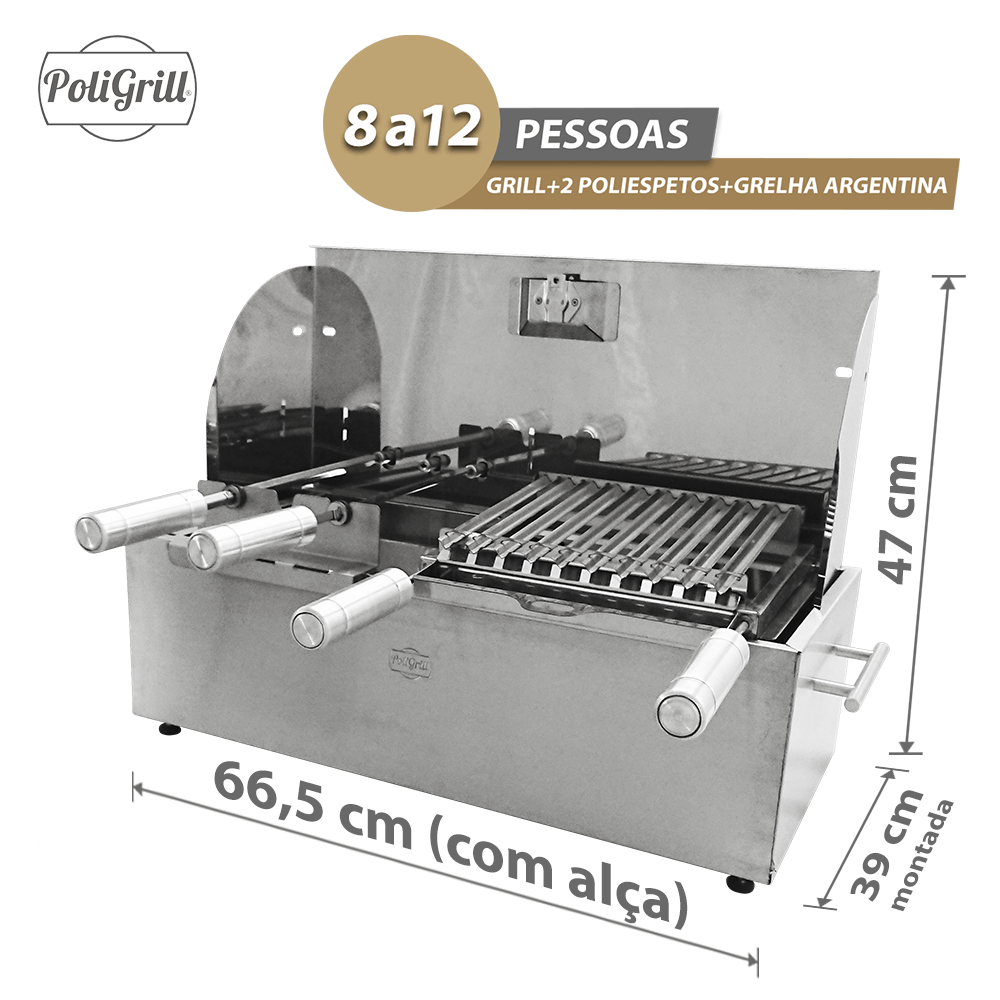 PoliGrill®
8 a 12
PESSOAS
GRILL+2 POLIESPETOS+GRELHA ARGENTINA
47 cm
PoliGrill
66,5 cm (com alça)
39 cm
montada